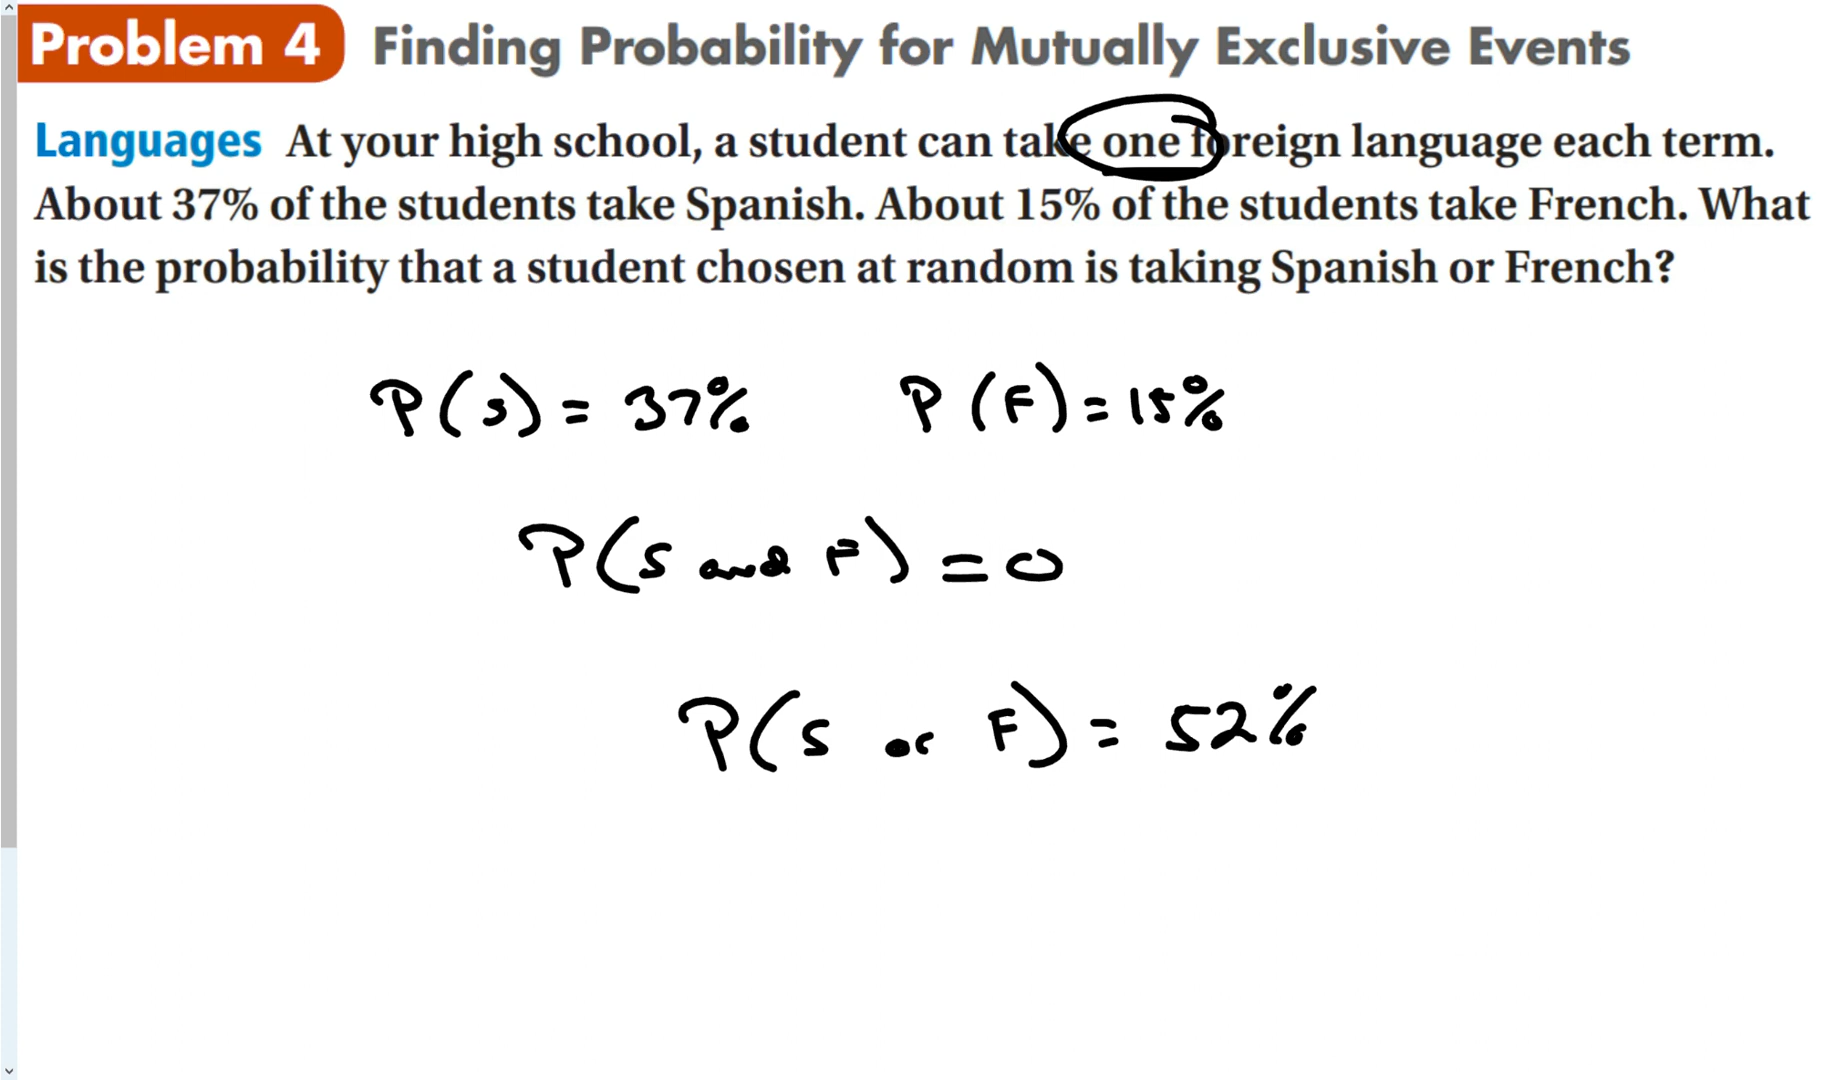 Problem 4 Finding Probability for Mutually Exclusive Events
Languages At your high school, a student can take one foreign language each term.
About 37% of the students take Spanish. About 15% of the students take French. What
is the probability that a student chosen at random is taking Spanish or French?
P(S) = 37% P(F) = 15%
P(S and F) = 0
P(S or F) = 52%